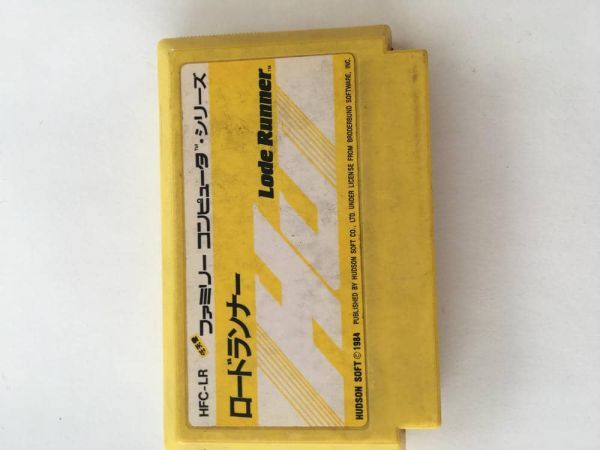 HFC-LR ファミリー コンピュータ™・シリーズ
ロードランナー
Lode Runner™
PUBLISHED BY HUDSON SOFT CO., LTD. UNDER LICENSE FROM BRODERBUND SOFTWARE, INC.
HUDSON SOFT © 1984